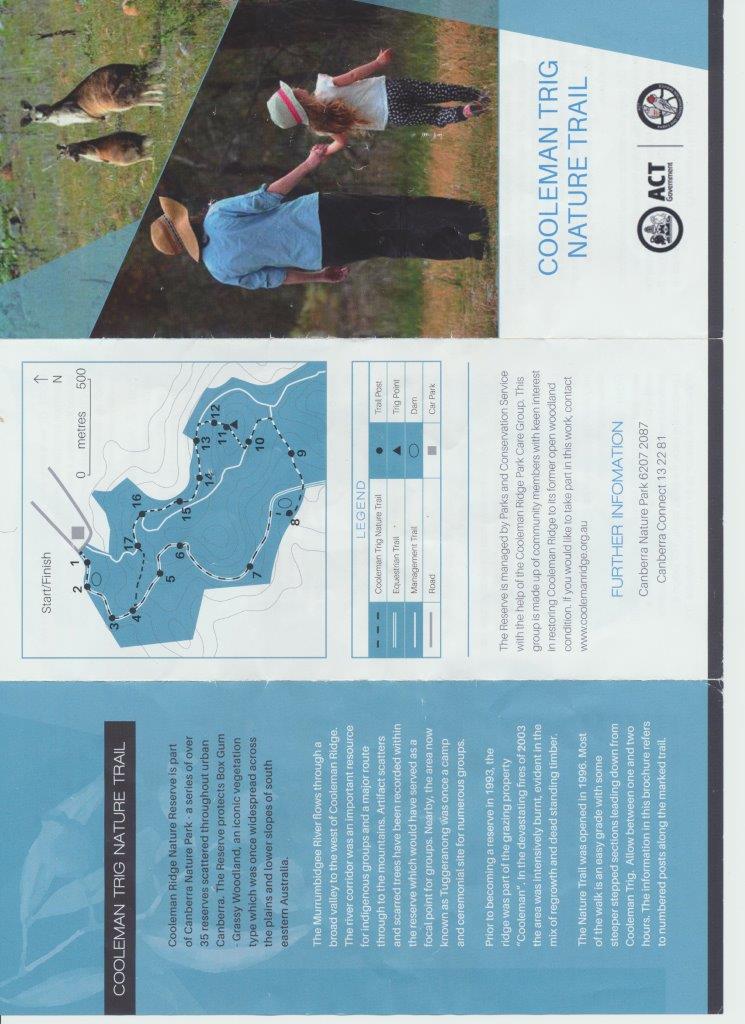 COOLEMAN TRIG NATURE TRAIL
Cooleman Ridge Nature Reserve is part
of Canberra Nature Park - a series of over
35 reserves scattered throughout urban
Canberra. The Reserve protects Box Gum
- Grassy Woodland, an iconic vegetation
type which was once widespread across
the plains and lower slopes of south
eastern Australia.
The Murrumbidgee River flows through a
broad valley to the west of Cooleman Ridge.
The river corridor was an important resource
for indigenous groups and a major route
through to the mountains. Artifact scatters
and scarred trees have been recorded within
the reserve which would have served as a
focal point for groups. Nearby, the area now
known as Tuggeranong was once a camp
and ceremonial site for numerous groups.
Prior to becoming a reserve in 1993, the
ridge was part of the grazing property
"Cooleman". In the devastating fires of 2003
the area was intensively burnt, evident in the
mix of regrowth and dead standing timber.
The Nature Trail was opened in 1996. Most
of the walk is an easy grade with some
steeper stepped sections leading down from
Cooleman Trig. Allow between one and two
hours. The information in this brochure refers
to numbered posts along the marked trail.
Start/Finish
0 metres 500
N
1
2
3
4
5
6
7
8
9
10
11
12
13
14
15
16
17
LEGEND
Cooleman Trig Nature Trail
Trail Post
Equestrian Trail
Trig Point
Management Trail
Dam
Road
Car Park
The Reserve is managed by Parks and Conservation Service
with the help of the Cooleman Ridge Park Care Group. This
group is made up of community members with keen interest
in restoring Cooleman Ridge to its former open woodland
condition. If you would like to take part in this work, contact
www.coolemanridge.org.au
FURTHER INFOMATION
Canberra Nature Park 6207 2087
Canberra Connect 13 22 81
COOLEMAN TRIG
NATURE TRAIL
ACT
Government